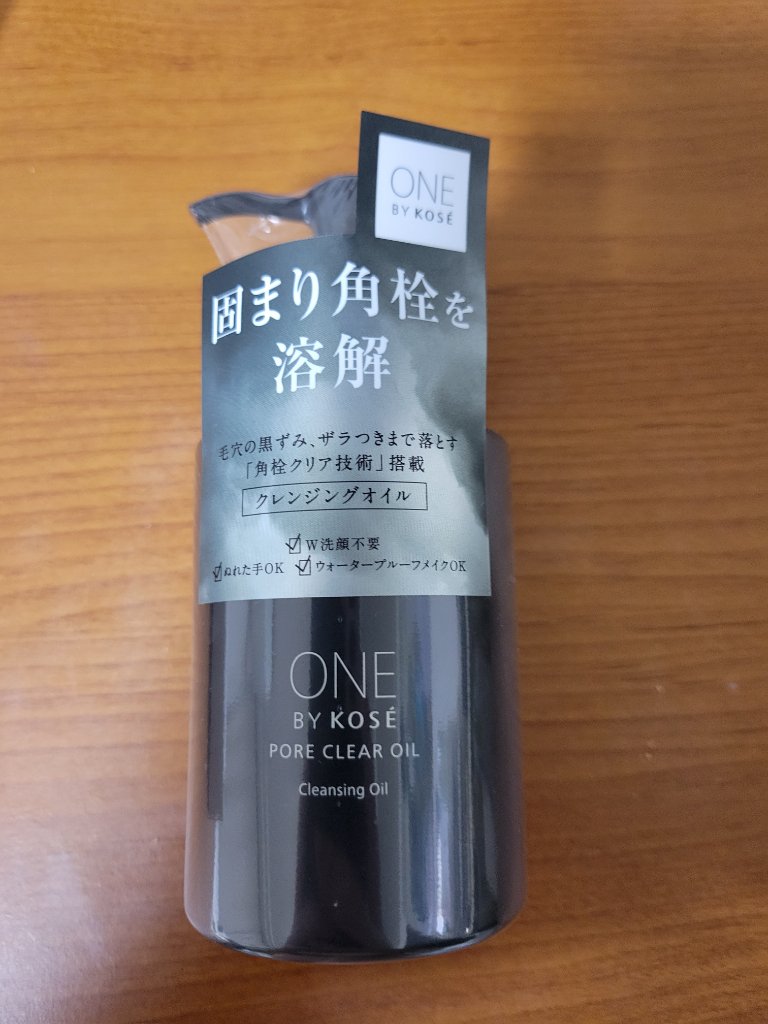 ONE
BY KOSÉ
固まり角栓を
溶解
毛穴の黒ずみ、ザラつきまで落とす
「角栓クリア技術」搭載
クレンジングオイル
W洗顔不要
ぬれた手OK ウォータープルーフメイクOK
ONE
BY KOSÉ
PORE CLEAR OIL
Cleansing Oil